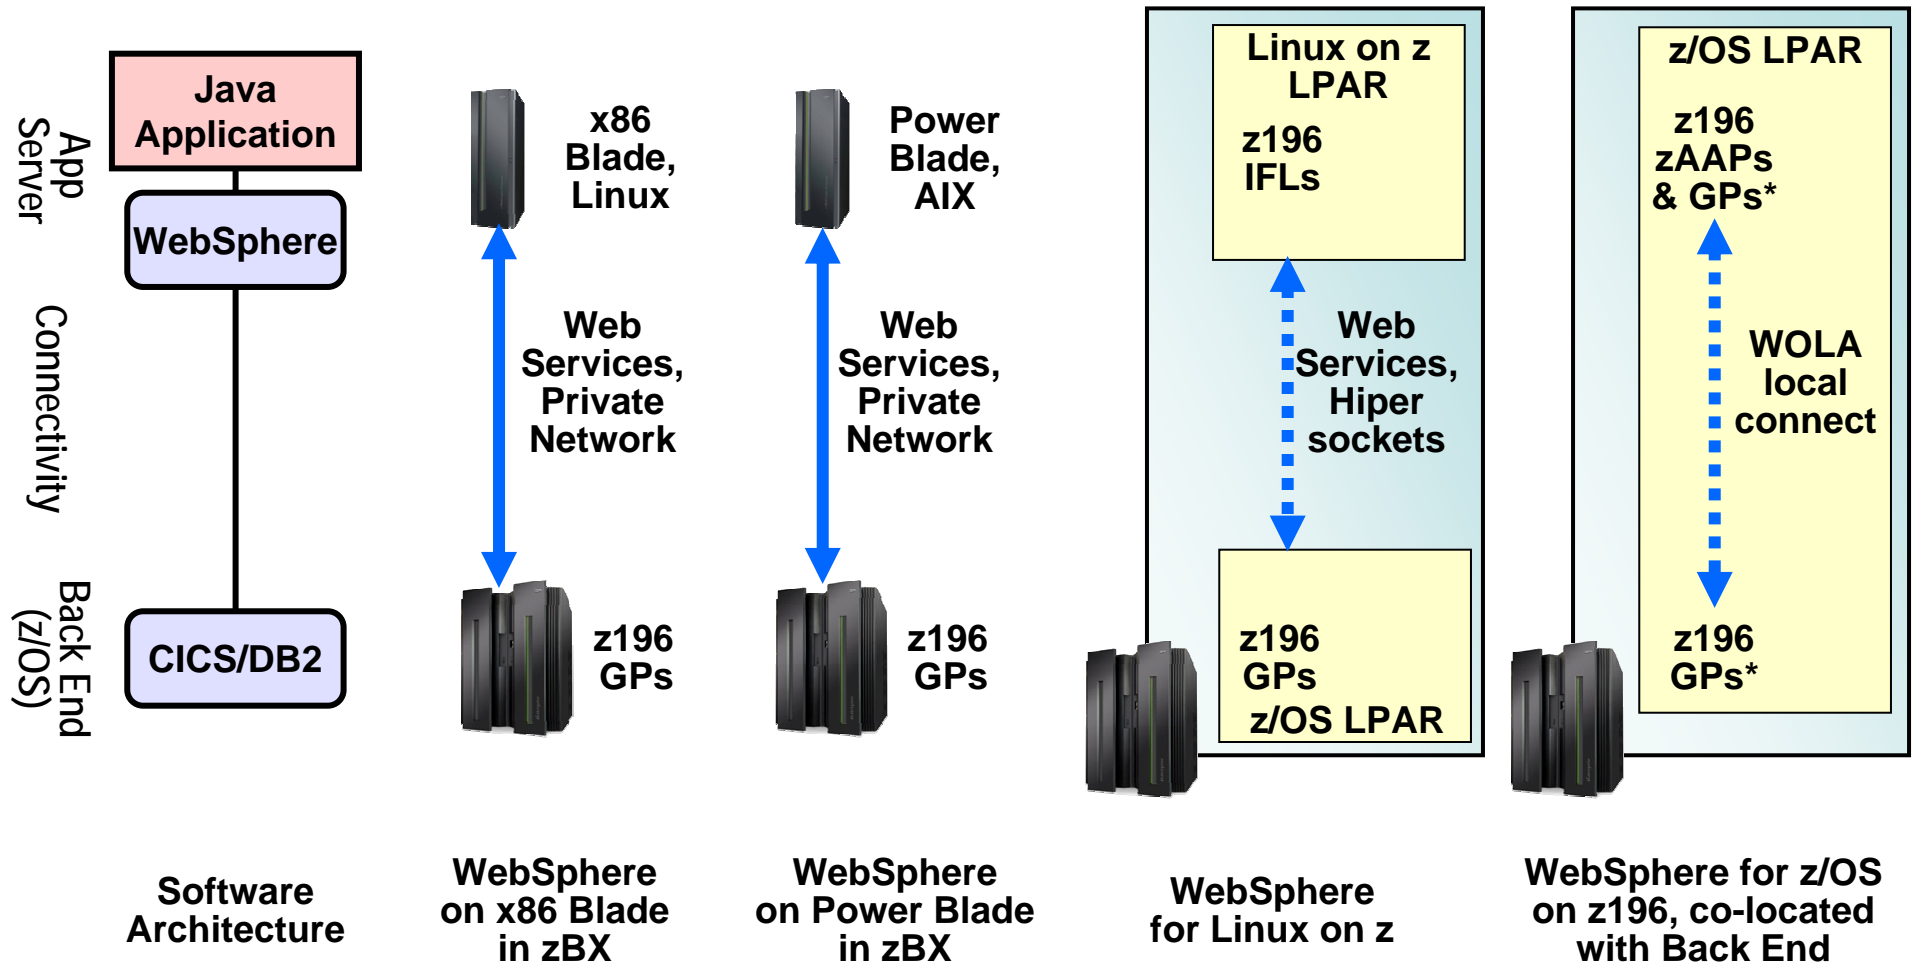 App
Server
Connectivity
Back End
(z/OS)
Java
Application
WebSphere
CICS/DB2
Software
Architecture
x86
Blade,
Linux
Web
Services,
Private
Network
z196
GPs
WebSphere
on x86 Blade
in zBX
Power
Blade,
AIX
Web
Services,
Private
Network
z196
GPs
WebSphere
on Power Blade
in zBX
Linux on z
LPAR
z196
IFLs
Web
Services,
Hiper
sockets
z196
GPs
z/OS LPAR
WebSphere
for Linux on z
z/OS LPAR
z196
zAAPs
& GPs*
WOLA
local
connect
z196
GPs*
WebSphere for z/OS
on z196, co-located
with Back End